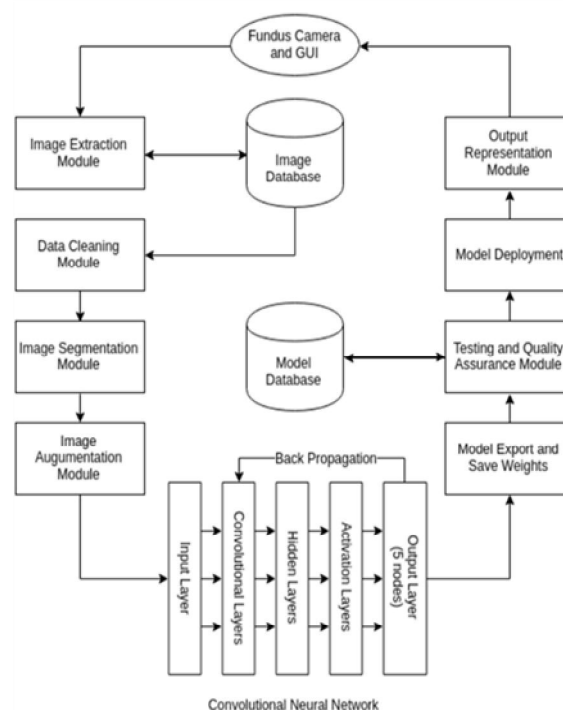 Fundus Camera
and GUI
Image Extraction
Module
Image
Database
Output
Representation
Module
Data Cleaning
Module
Model Deployment
Image Segmentation
Module
Model
Database
Testing and Quality
Assurance Module
Image
Augumentation
Module
Model Export and
Save Weights
Back Propagation
Input Layer
Convolutional Layers
Hidden Layers
Activation Layers
Output Layer
(5 nodes)
Convolutional Neural Network